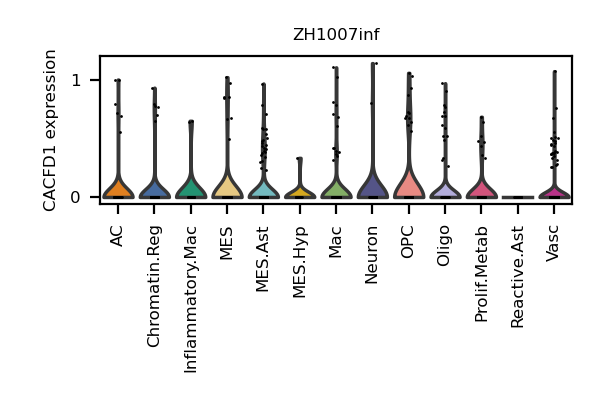 ZH1007inf
CACFD1 expression
1
0
AC
Chromatin.Reg
Inflammatory.Mac
MES
MES.Ast
MES.Hyp
Mac
Neuron
OPC
Oligo
Prolif.Metab
Reactive.Ast
Vasc